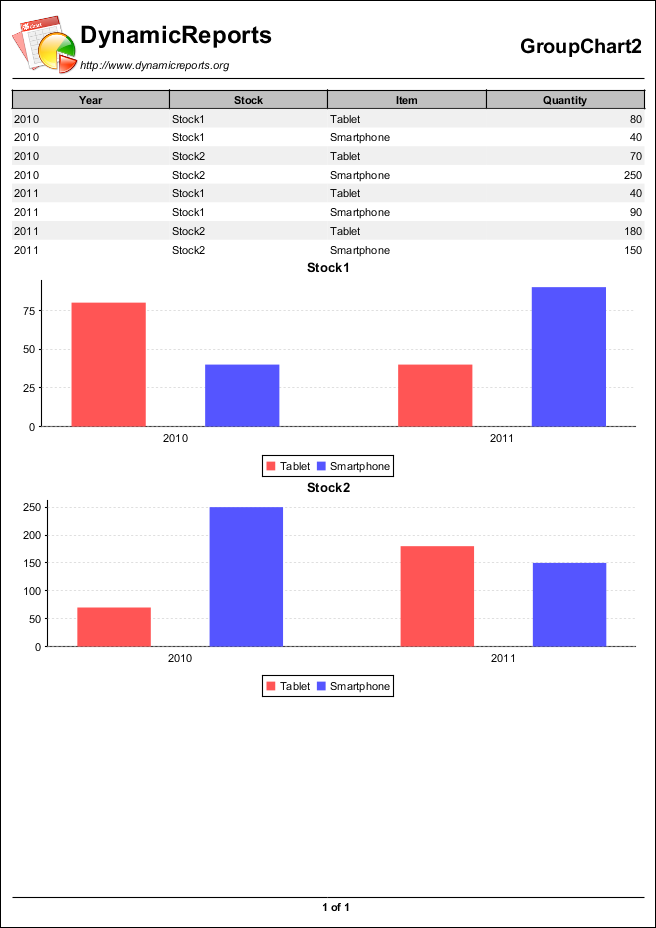 DynamicReports
http://www.dynamicreports.org
GroupChart2
Year Stock Item Quantity
2010 Stock1 Tablet 80
2010 Stock1 Smartphone 40
2010 Stock2 Tablet 70
2010 Stock2 Smartphone 250
2011 Stock1 Tablet 40
2011 Stock1 Smartphone 90
2011 Stock2 Tablet 180
2011 Stock2 Smartphone 150
Stock1
75
50
25
0
2010 2011
Tablet Smartphone
Stock2
250
200
150
100
50
0
2010 2011
Tablet Smartphone
1 of 1